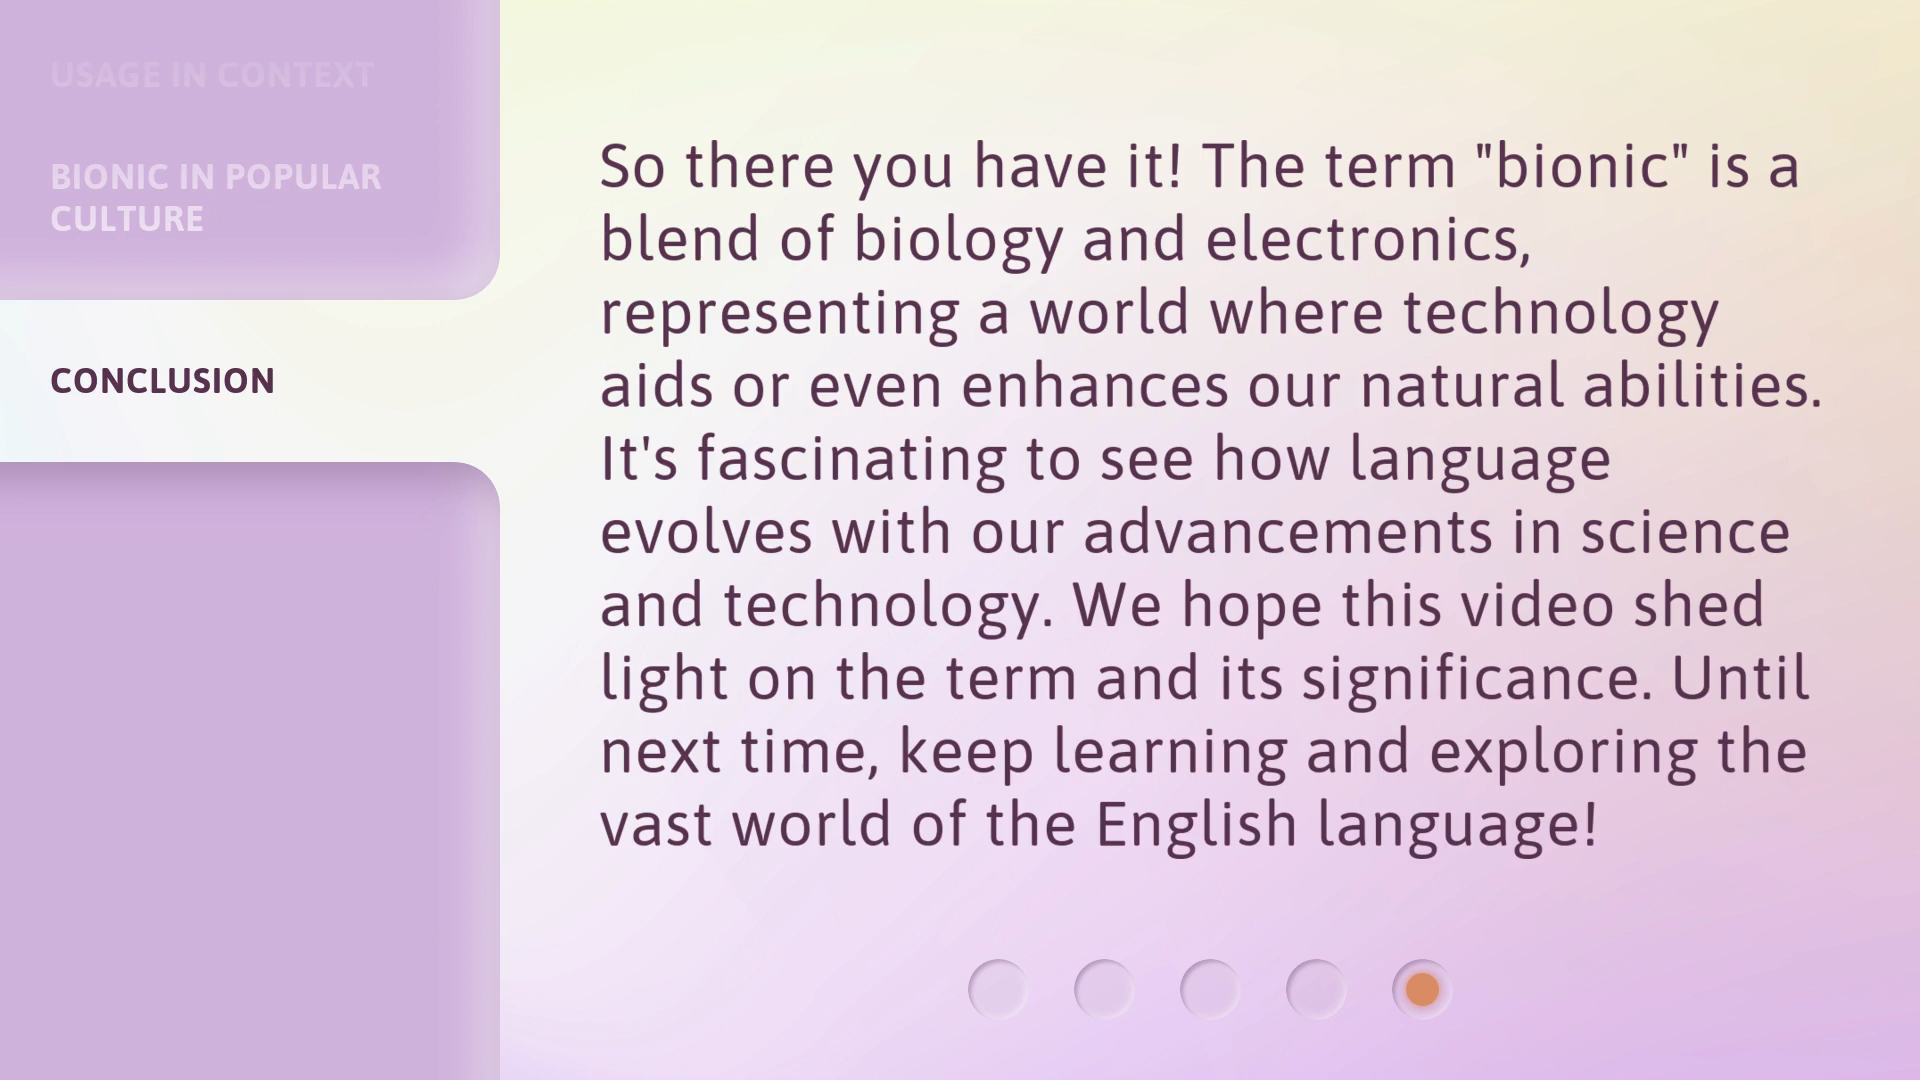 USAGE IN CONTEXT
BIONIC IN POPULAR
CULTURE
CONCLUSION
So there you have it! The term "bionic" is a
blend of biology and electronics,
representing a world where technology
aids or even enhances our natural abilities.
It's fascinating to see how language
evolves with our advancements in science
and technology. We hope this video shed
light on the term and its significance. Until
next time, keep learning and exploring the
vast world of the English language!